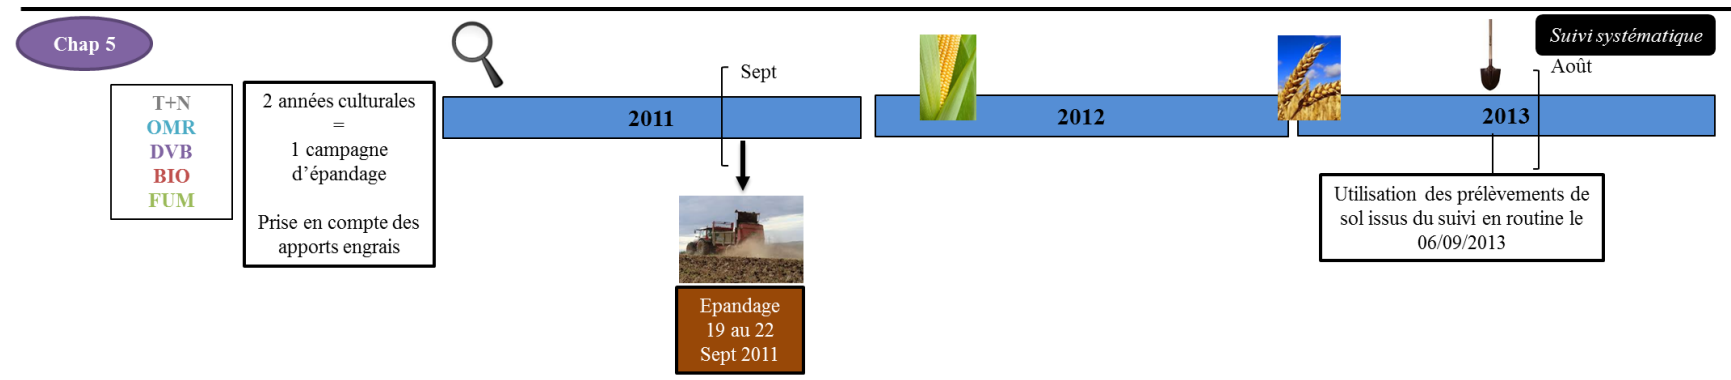 Chap 5
Suivi systématique
Sept
Août
T+N
OMR
DVB
BIO
FUM
2 années culturales
=
1 campagne
d’épandage
Prise en compte des
apports engrais
2011
2012
2013
Utilisation des prélèvements de
sol issus du suivi en routine le
06/09/2013
Epandage
19 au 22
Sept 2011